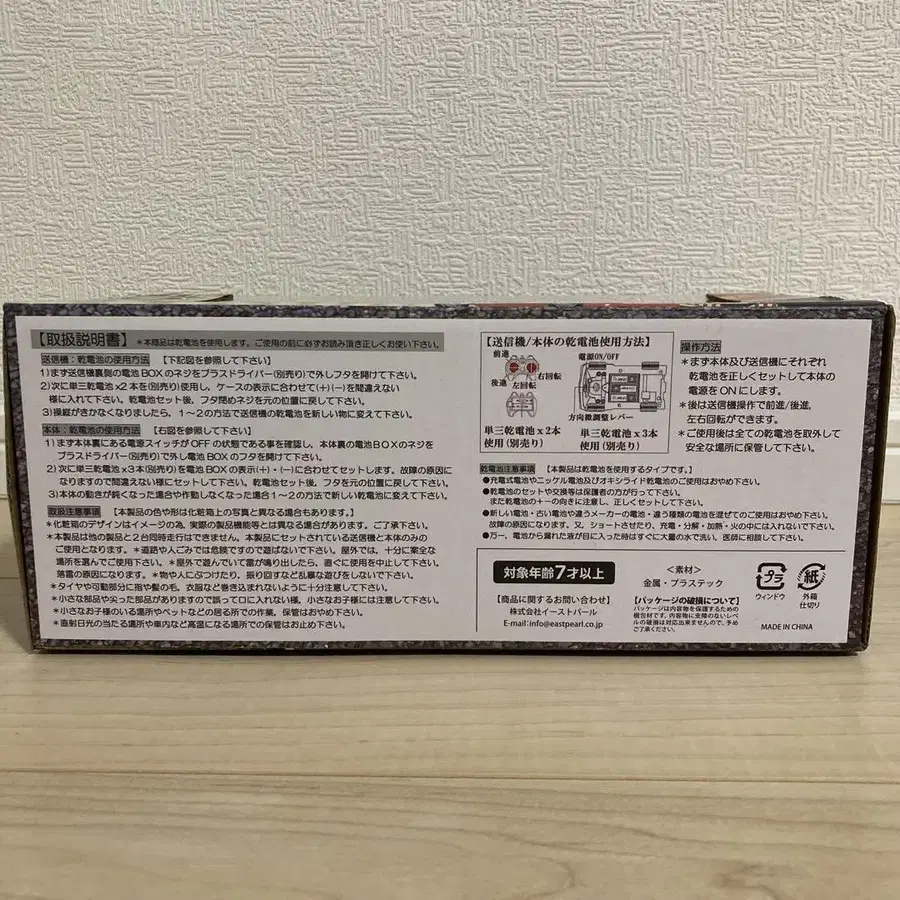 【取扱説明書】 *本商品は乾電池を使用します。ご使用の前に必ずお読み頂き正しくお使い下さい。
送信機：乾電池の使用方法 【下記図を参照して下さい】
1)まず送信機裏側の電池BOXのネジをプラスドライバー(別売り)で外しフタを開けて下さい。
2)次に単三乾電池x2本を(別売り)使用し、ケースの表示に合わせて(+)(−)を間違えない
様に入れて下さい。乾電池セット後。フタ閉めネジを元の位置に戻して下さい。
3)操縦がきかなくなりましたら、1〜2の方法で送信機の乾電池を新しい物に変えて下さい。
本体：乾電池の使用方法 【右図を参照して下さい】
1)まず本体裏にある電源スイッチがOFFの状態である事を確認し、本体裏の電池BOXのネジを
プラスドライバー(別売り)で外し電池BOXのフタを開けて下さい。
2)次に単三乾電池x3本(別売り)を電池BOXの表示(+)・(−)に合わせてセットします。故障の原因に
なりますので間違えない様にセットして下さい。乾電池セット後。フタを元の位置に戻して下さい。
3)本体の動きが鈍くなった場合や作動しなくなった場合1〜2の方法で新しい乾電池に変えて下さい。
取扱注意事項 【本製品の色や形は化粧箱上の写真と異なる場合もあります。】
*化粧箱のデザインはイメージの為、実際の製品機能等とは異なる場合があります。ご了承下さい。
*本製品は他の製品と2台同時走行はできません。本製品にセットされている送信機と本体のみの
ご使用となります。*道路や人ごみでは危険ですので遊ばないで下さい。屋外では、十分に安全な
場所を選んでご使用下さい。*屋外で遊んでいて雷が鳴り出したら、直ぐに使用を中止して下さい。
落雷の原因になります。*物や人にぶつけたり、振り回すなど乱暴な遊びをしないで下さい。
*タイヤや可動部分に指や髪の毛、衣服など巻き込まれないように十分注意して下さい。
*小さな部品や尖った部品がありますので誤って口に入れない様。小さなお子様には十分注意して下さい。
*小さなお子様のいる場所やペットなどの居る所での作業。保管はお止め下さい。
*直射日光の当たる場所や車内など高温になる場所での保管はお止め下さい。
【送信機/本体の乾電池使用方法】
前進
後進
右回転
左回転
電源ON/OFF
方向微調整レバー
単三乾電池x2本
使用(別売り)
単三乾電池x3本
使用(別売り)
操作方法
*まず本体及び送信機にそれぞれ
乾電池を正しくセットして本体の
電源をONにします。
*後は送信機操作で前進/後進、
左右回転ができます。
*ご使用後は全ての乾電池を取外して
安全な場所に保管して下さい。
乾電池注意事項 【本製品は乾電池を使用するタイプです。】
●充電式電池やニッケル電池及びオキシライド乾電池のご使用はおやめ下さい。
●乾電池のセットや交換等は保護者の方が行って下さい。
また乾電池の+−の向きに注意し、正しくセットして下さい。
●新しい電池・古い電池や違うメーカーの電池・違う種類の電池を混ぜてのご使用はおやめ下さい。
故障の原因になります。又、ショートさせたり、充電・分解・加熱・火の中には入れないで下さい。
●万一、電池から漏れた液が目に入った時はすぐに大量の水で洗い、医師に相談して下さい。
対象年齢7才以上
【商品に関するお問い合わせ】
株式会社イーストパール
E-mail:info@eastpearl.co.jp
＜素材＞
金属・プラステック
【パッケージの破損について】
パッケージは内容物を保護するための
梱包材です。内容物に支障のないレベ
ルの破損は対応出来ませんので、予め
ご了承ください。
プラ
ウィンドウ
紙
外箱
仕切り
MADE IN CHINA